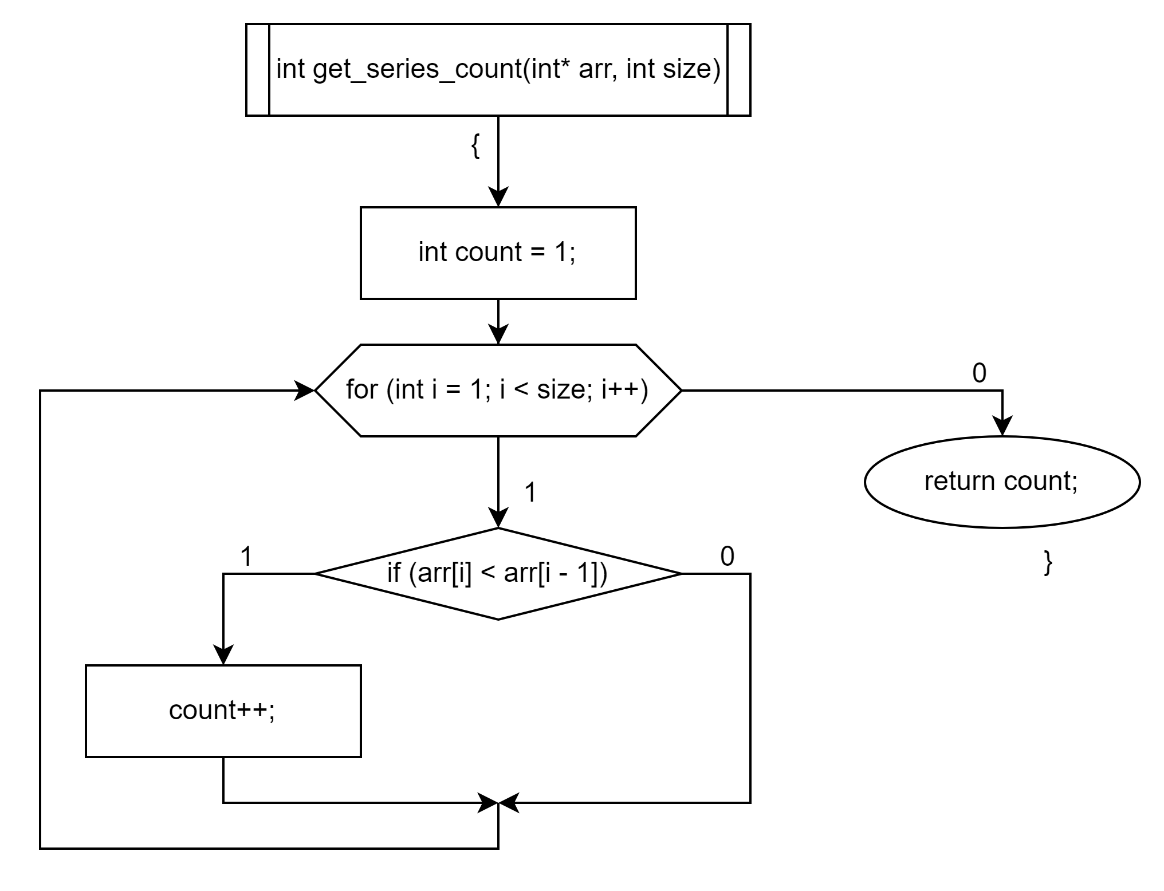 int get_series_count(int* arr, int size)
{
int count = 1;
for (int i = 1; i < size; i++)
0
return count;
1
}
1
if (arr[i] < arr[i - 1])
0
count++;